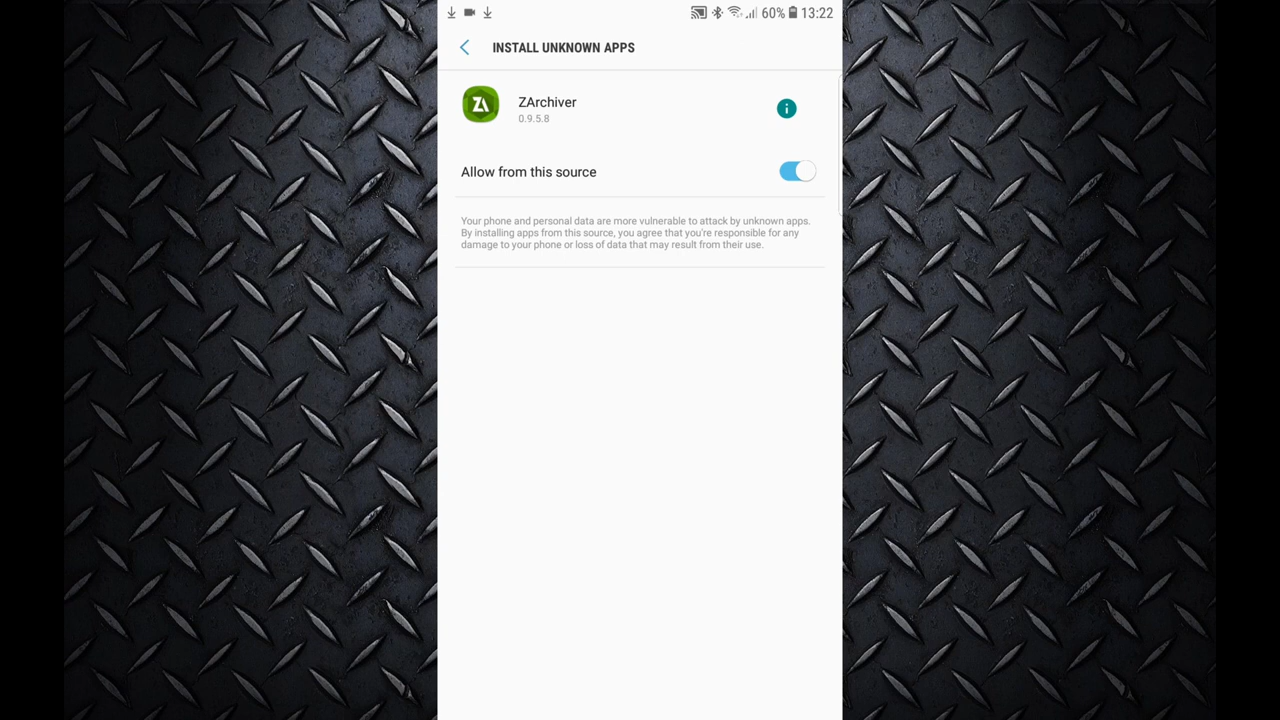 60% 13:22
INSTALL UNKNOWN APPS
ZA
ZArchiver
0.9.5.8
i
Allow from this source
Your phone and personal data are more vulnerable to attack by unknown apps.
By installing apps from this source, you agree that you're responsible for any
damage to your phone or loss of data that may result from their use.